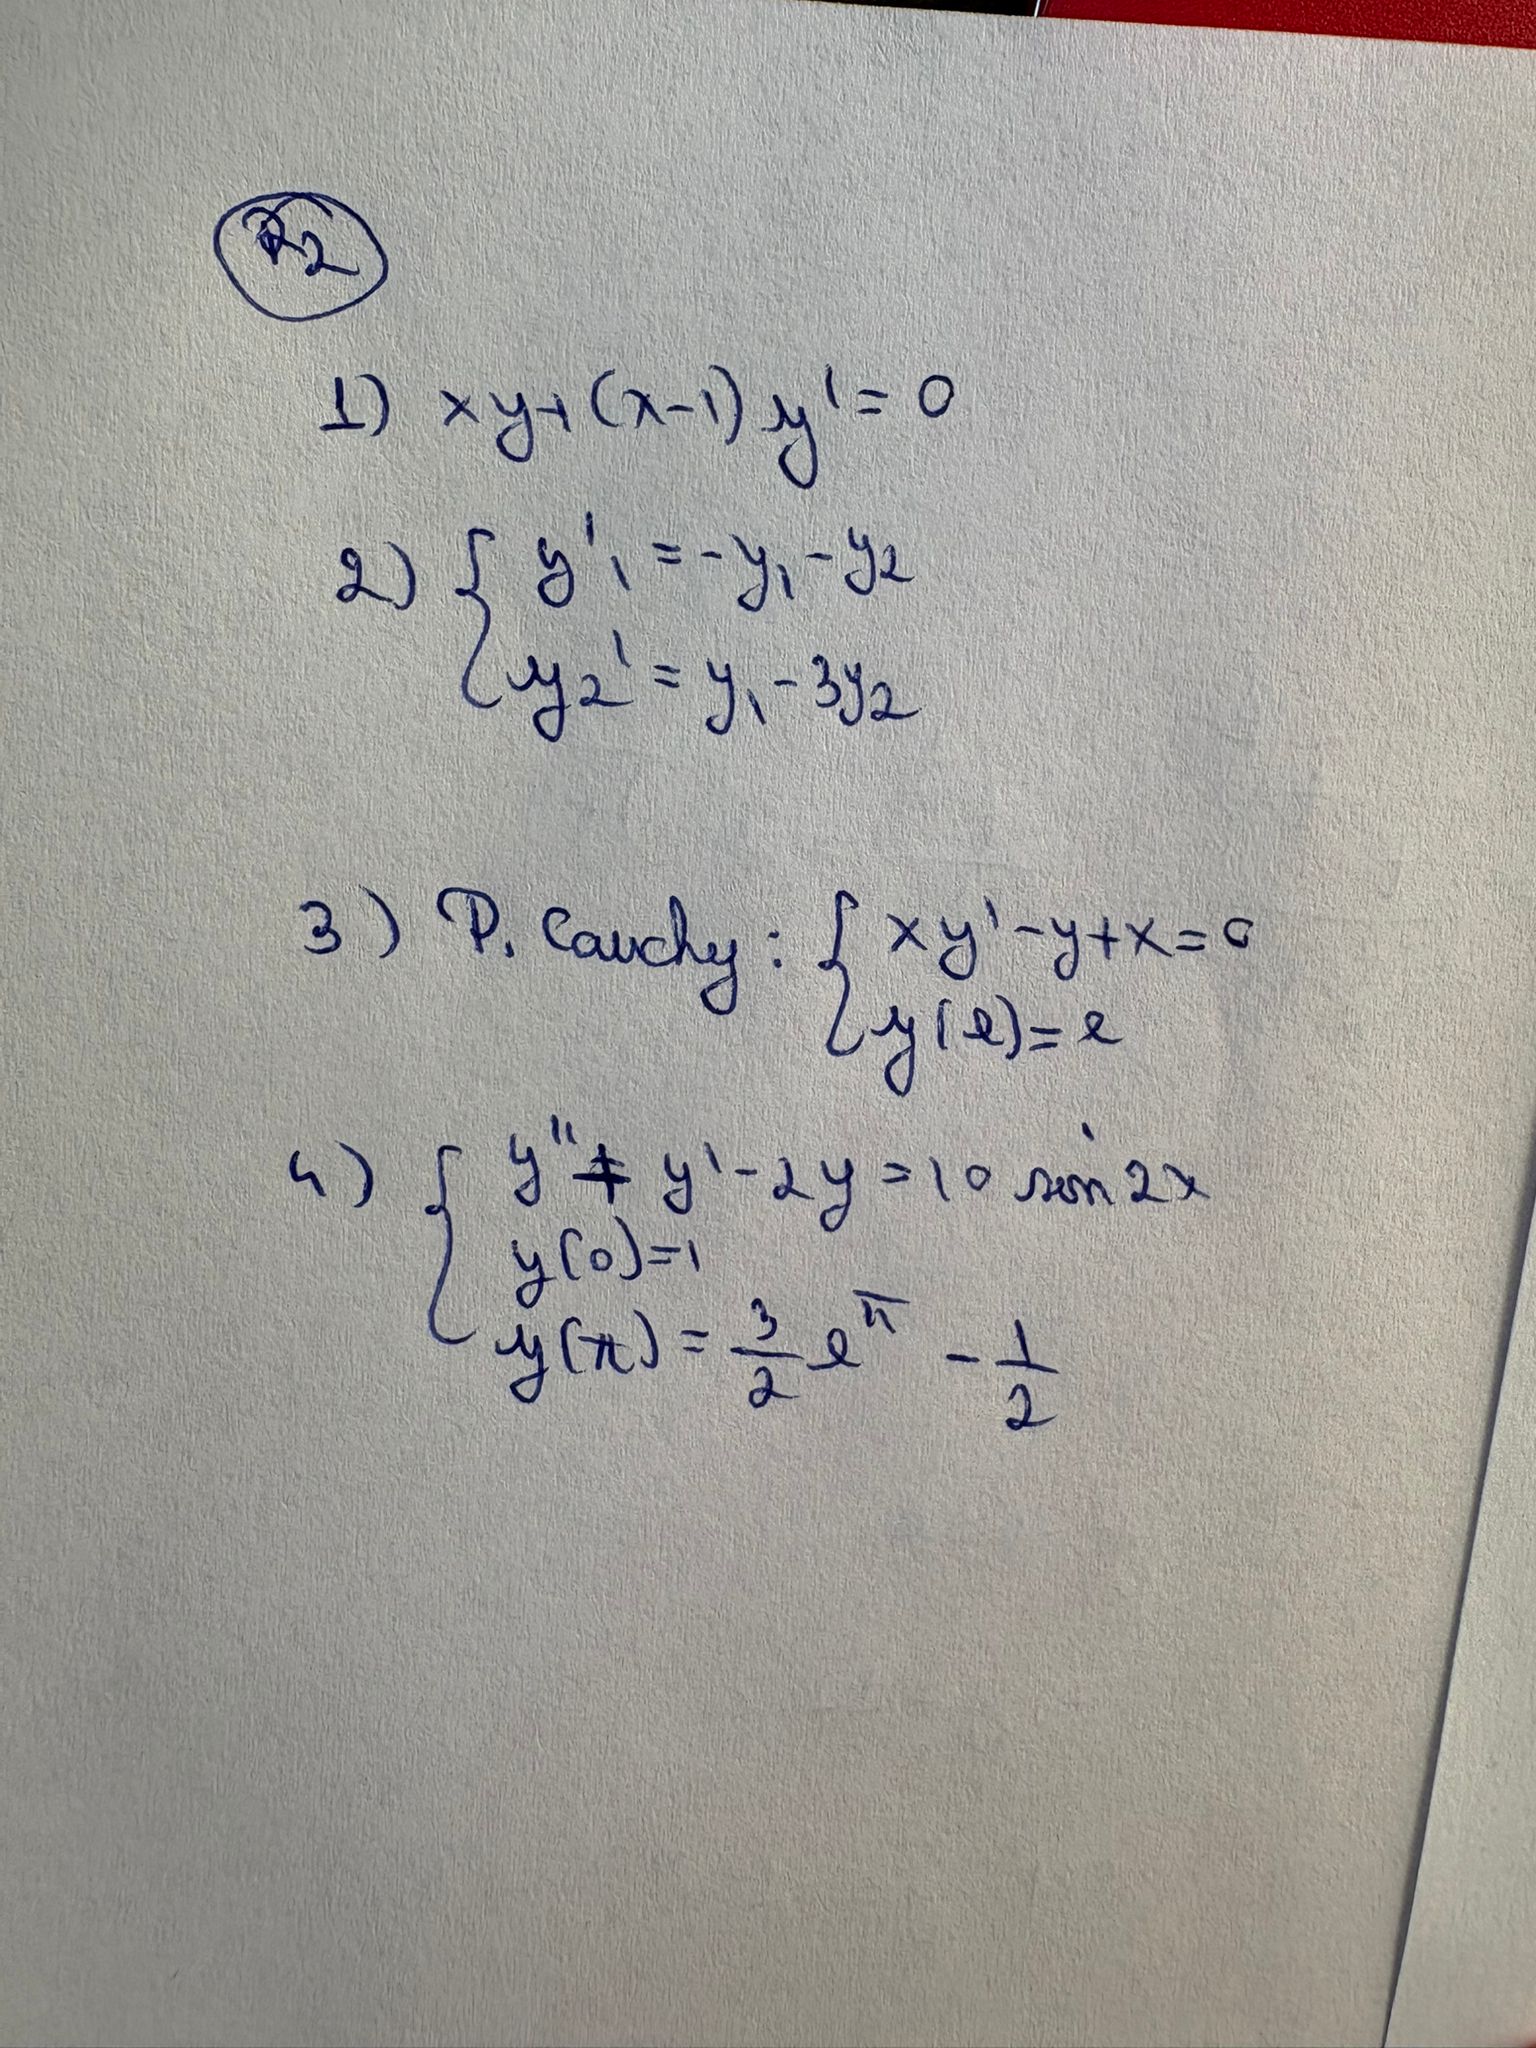 R2
1) xy+(x-1)y'=0
2) { y'1 = -y1-y2
y2' = y1-3y2
3) P. Cauchy: { xy'-y+x=0
y(e)=e
4) { y''+y'-2y=10 sin 2x
y(0)=1
y(π)=3/2 e^π - 1/2